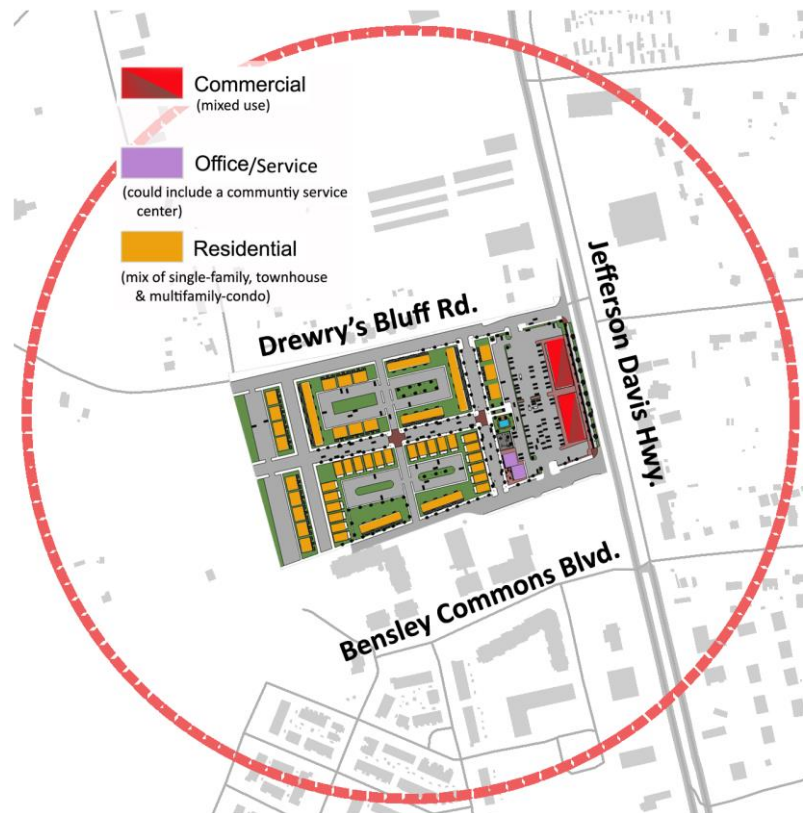 Commercial
(mixed use)
Office/Service
(could include a communtiy service
center)
Residential
(mix of single-family, townhouse
& multifamily-condo)
Drewry's Bluff Rd.
Jefferson Davis Hwy.
Bensley Commons Blvd.